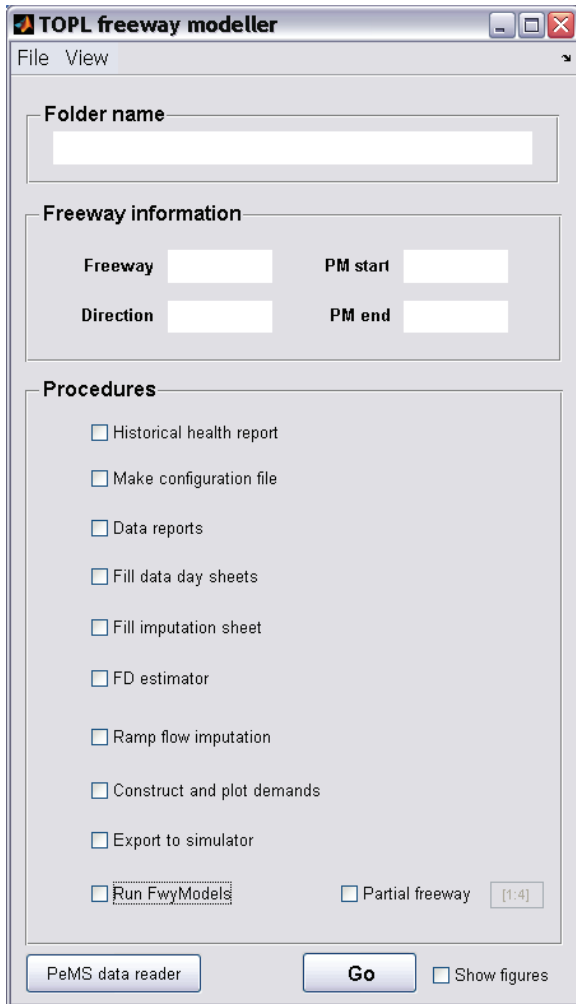 TOPL freeway modeller
File View
Folder name
Freeway information
Freeway PM start
Direction PM end
Procedures
Historical health report
Make configuration file
Data reports
Fill data day sheets
Fill imputation sheet
FD estimator
Ramp flow imputation
Construct and plot demands
Export to simulator
Run FwyModels Partial freeway [1:4]
PeMS data reader Go Show figures